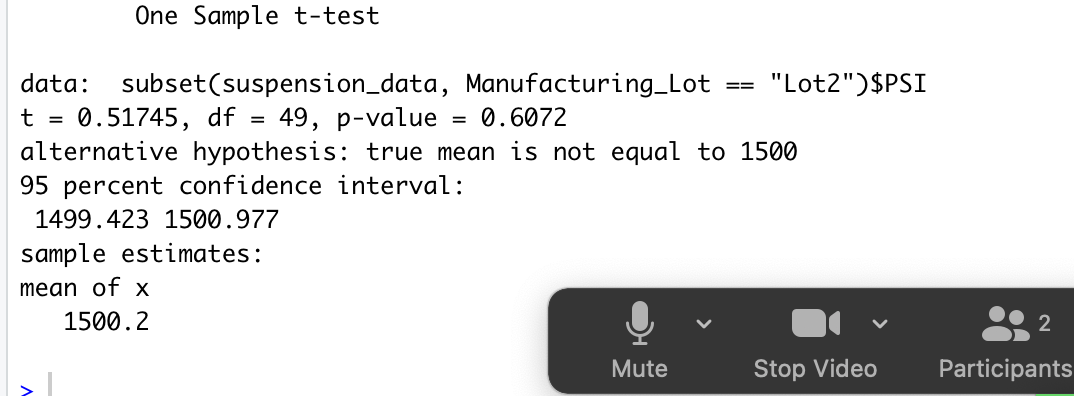 One Sample t-test
data:  subset(suspension_data, Manufacturing_Lot == "Lot2")$PSI
t = 0.51745, df = 49, p-value = 0.6072
alternative hypothesis: true mean is not equal to 1500
95 percent confidence interval:
1499.423 1500.977
sample estimates:
mean of x
1500.2
2
Mute
Stop Video
Participants
>